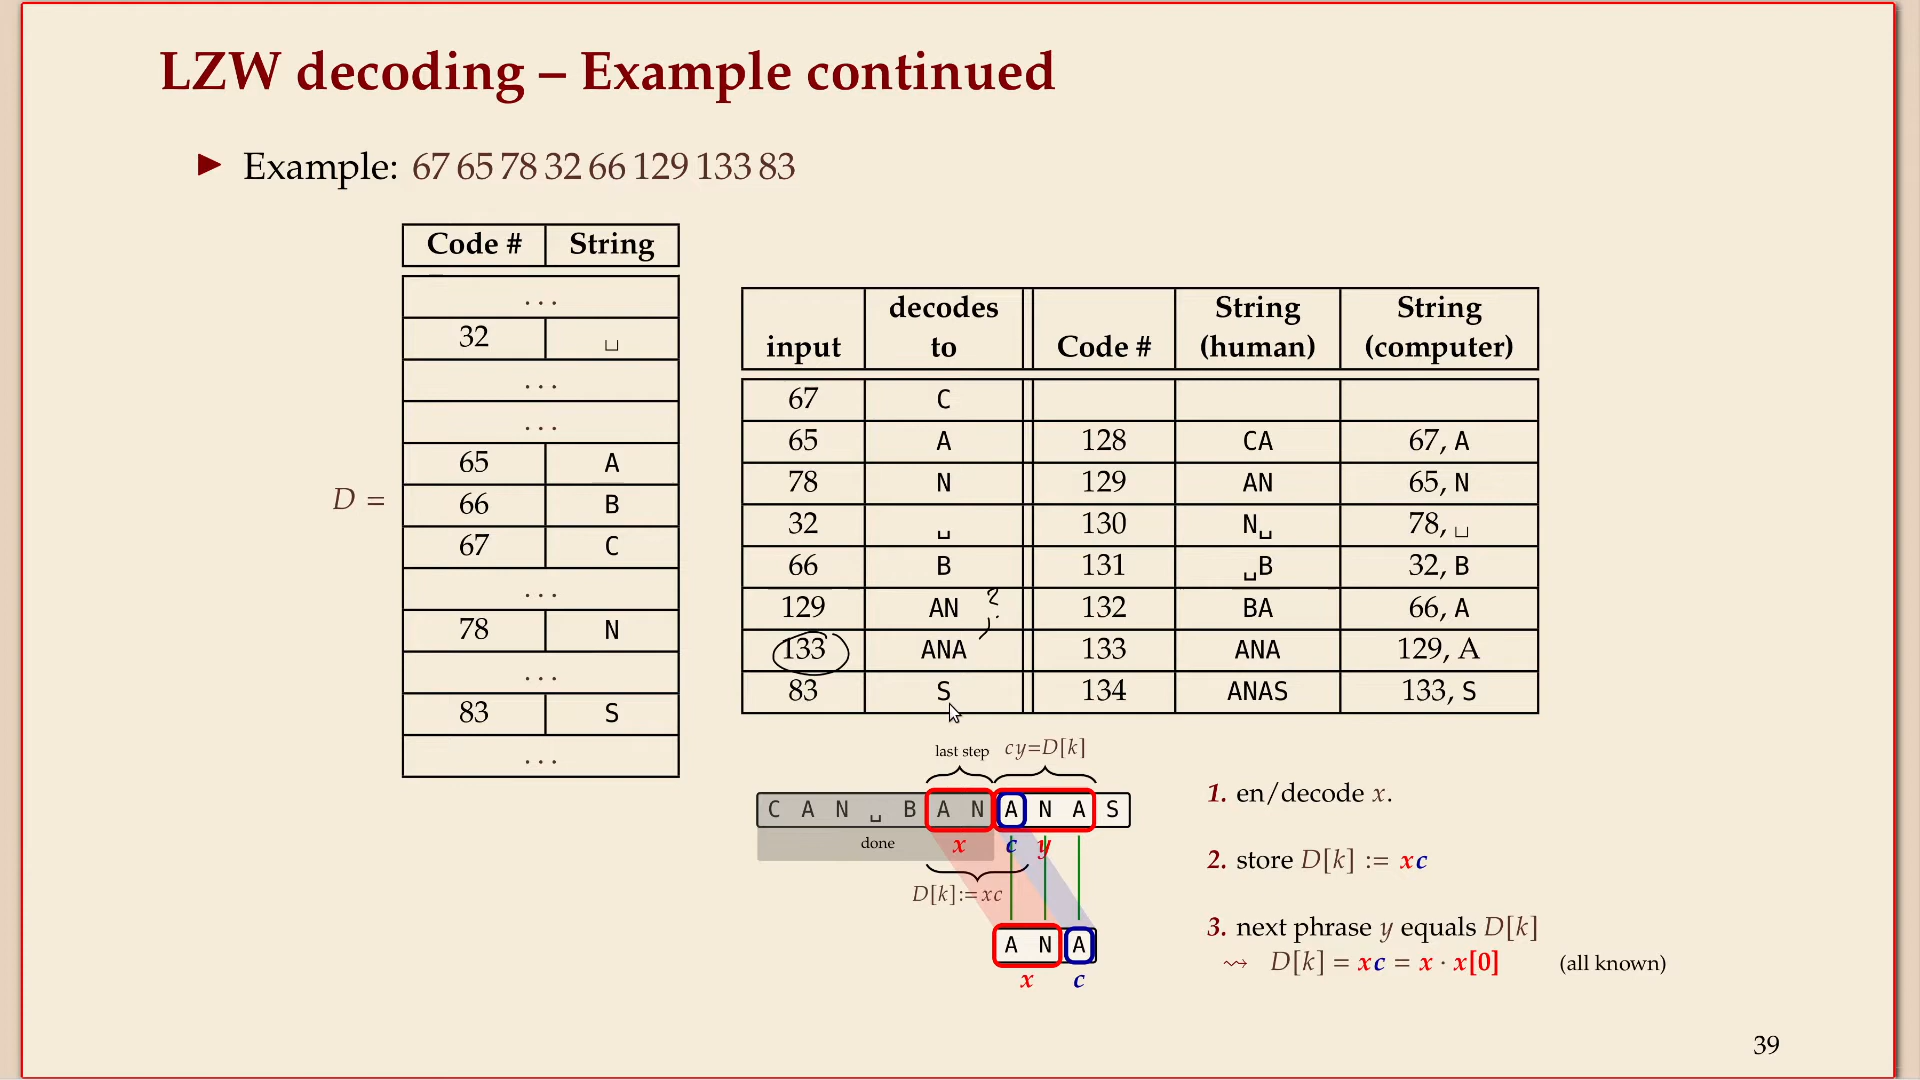 LZW decoding – Example continued
▶ Example: 67 65 78 32 66 129 133 83
Code # String
...
32 ␣
...
...
65 A
D = 66 B
67 C
...
78 N
...
83 S
...
input decodes to Code # String (human) String (computer)
67 C
65 A 128 CA 67, A
78 N 129 AN 65, N
32 ␣ 130 N␣ 78, ␣
66 B 131 ␣B 32, B
129 AN ? 132 BA 66, A
133 ANA 133 ANA 129, A
83 S 134 ANAS 133, S
last step cy=D[k]
C A N ␣ B A N A N A S
done x c y
D[k]:=xc
A N A
x c
1. en/decode x.
2. store D[k] := xc
3. next phrase y equals D[k]
⇝ D[k] = xc = x · x[0] (all known)
39